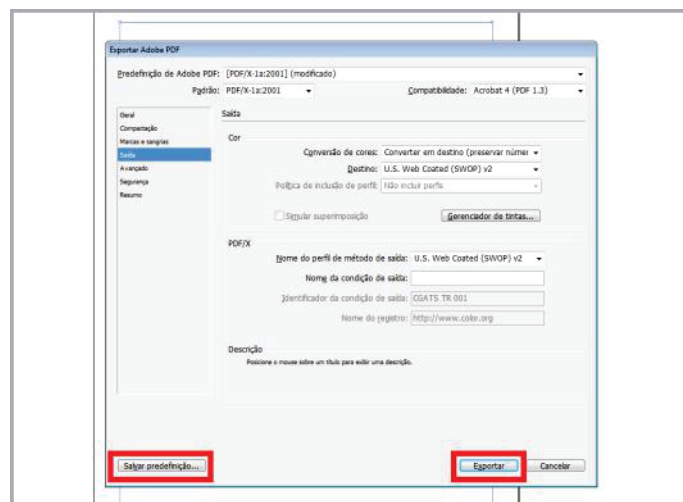 Exportar Adobe PDF
Predefinição de Adobe PDF: [PDF/X-1a:2001] (modificado)
Padrão: PDF/X-1a:2001 Compatibilidade: Acrobat 4 (PDF 1.3)
Geral
Compactação
Marcas e sangrias
Saída
Avançado
Segurança
Resumo
Saída
Cor
Conversão de cores: Converter em destino (preservar númer
Destino: U.S. Web Coated (SWOP) v2
Política de inclusão de perfil: Não incluir perfis
Simular superimposição Gerenciador de tintas...
PDF/X
Nome do perfil de método de saída: U.S. Web Coated (SWOP) v2
Nome da condição de saída:
Identificador da condição de saída: CGATS TR 001
Nome do registro: http://www.color.org
Descrição
Posicione o mouse sobre um título para exibir uma descrição.
Salvar predefinição... Exportar Cancelar